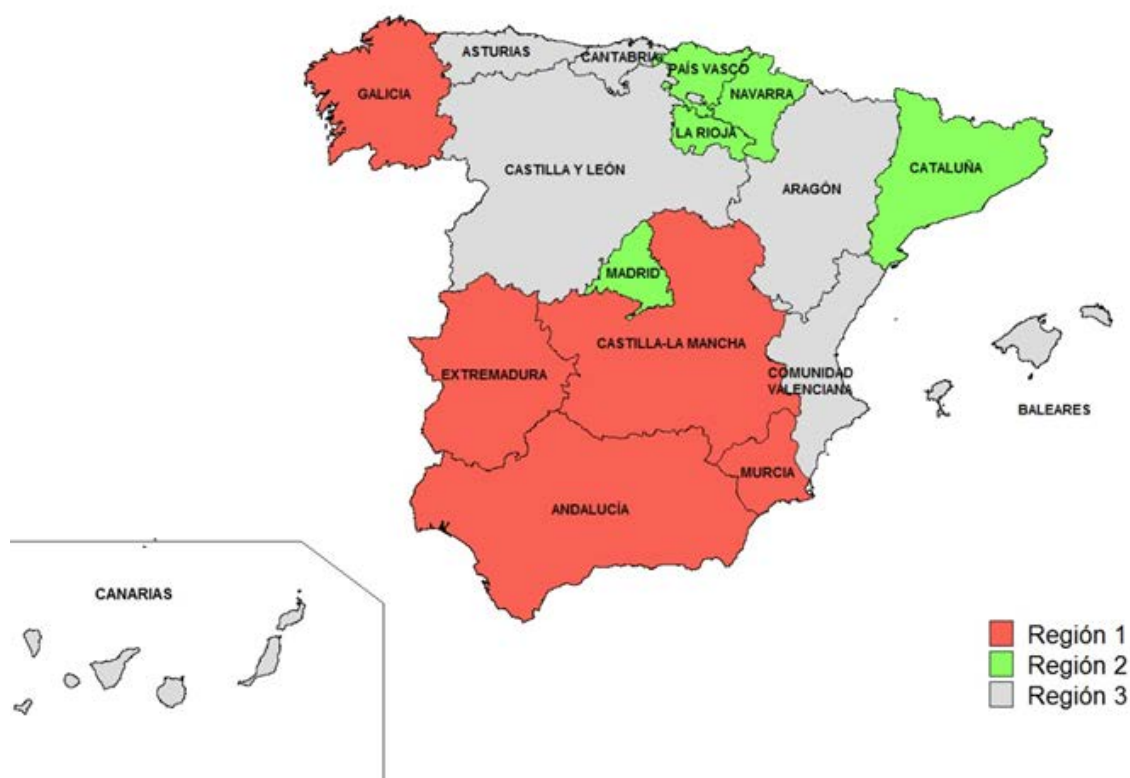 ASTURIAS
CANTABRIA
PAÍS VASCO
GALICIA
NAVARRA
LA RIOJA
CASTILLA Y LEÓN
CATALUÑA
ARAGÓN
MADRID
CASTILLA-LA MANCHA
EXTREMADURA
COMUNIDAD
VALENCIANA
BALEARES
MURCIA
ANDALUCÍA
CANARIAS
Región 1
Región 2
Región 3